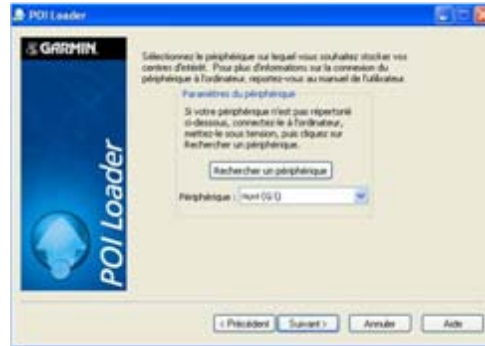 POI Loader
GARMIN
POI Loader
Sélectionnez le périphérique sur lequel vous souhaitez stocker vos
centres d'intérêt. Pour plus d'informations sur la connexion du
périphérique à l'ordinateur, reportez-vous au manuel de l'utilisateur.
Paramètres du périphérique
Si votre périphérique n'est pas répertorié
ci-dessous, connectez-le à l'ordinateur,
mettez-le sous tension, puis cliquez sur
Rechercher un périphérique.
Rechercher un périphérique
Périphérique :
< Précédent
Suivant >
Annuler
Aide